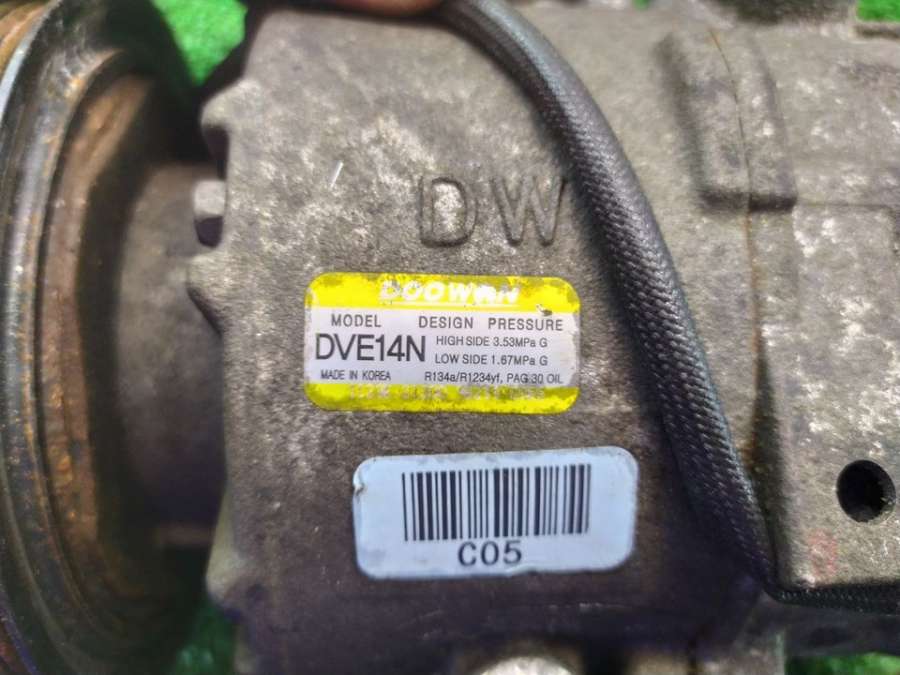 DW
DOOWON
MODEL DESIGN PRESSURE
DVE14N HIGH SIDE 3.53MPa G
LOW SIDE 1.67MPa G
MADE IN KOREA R134a/R1234yf, PAG 30 OIL
C05